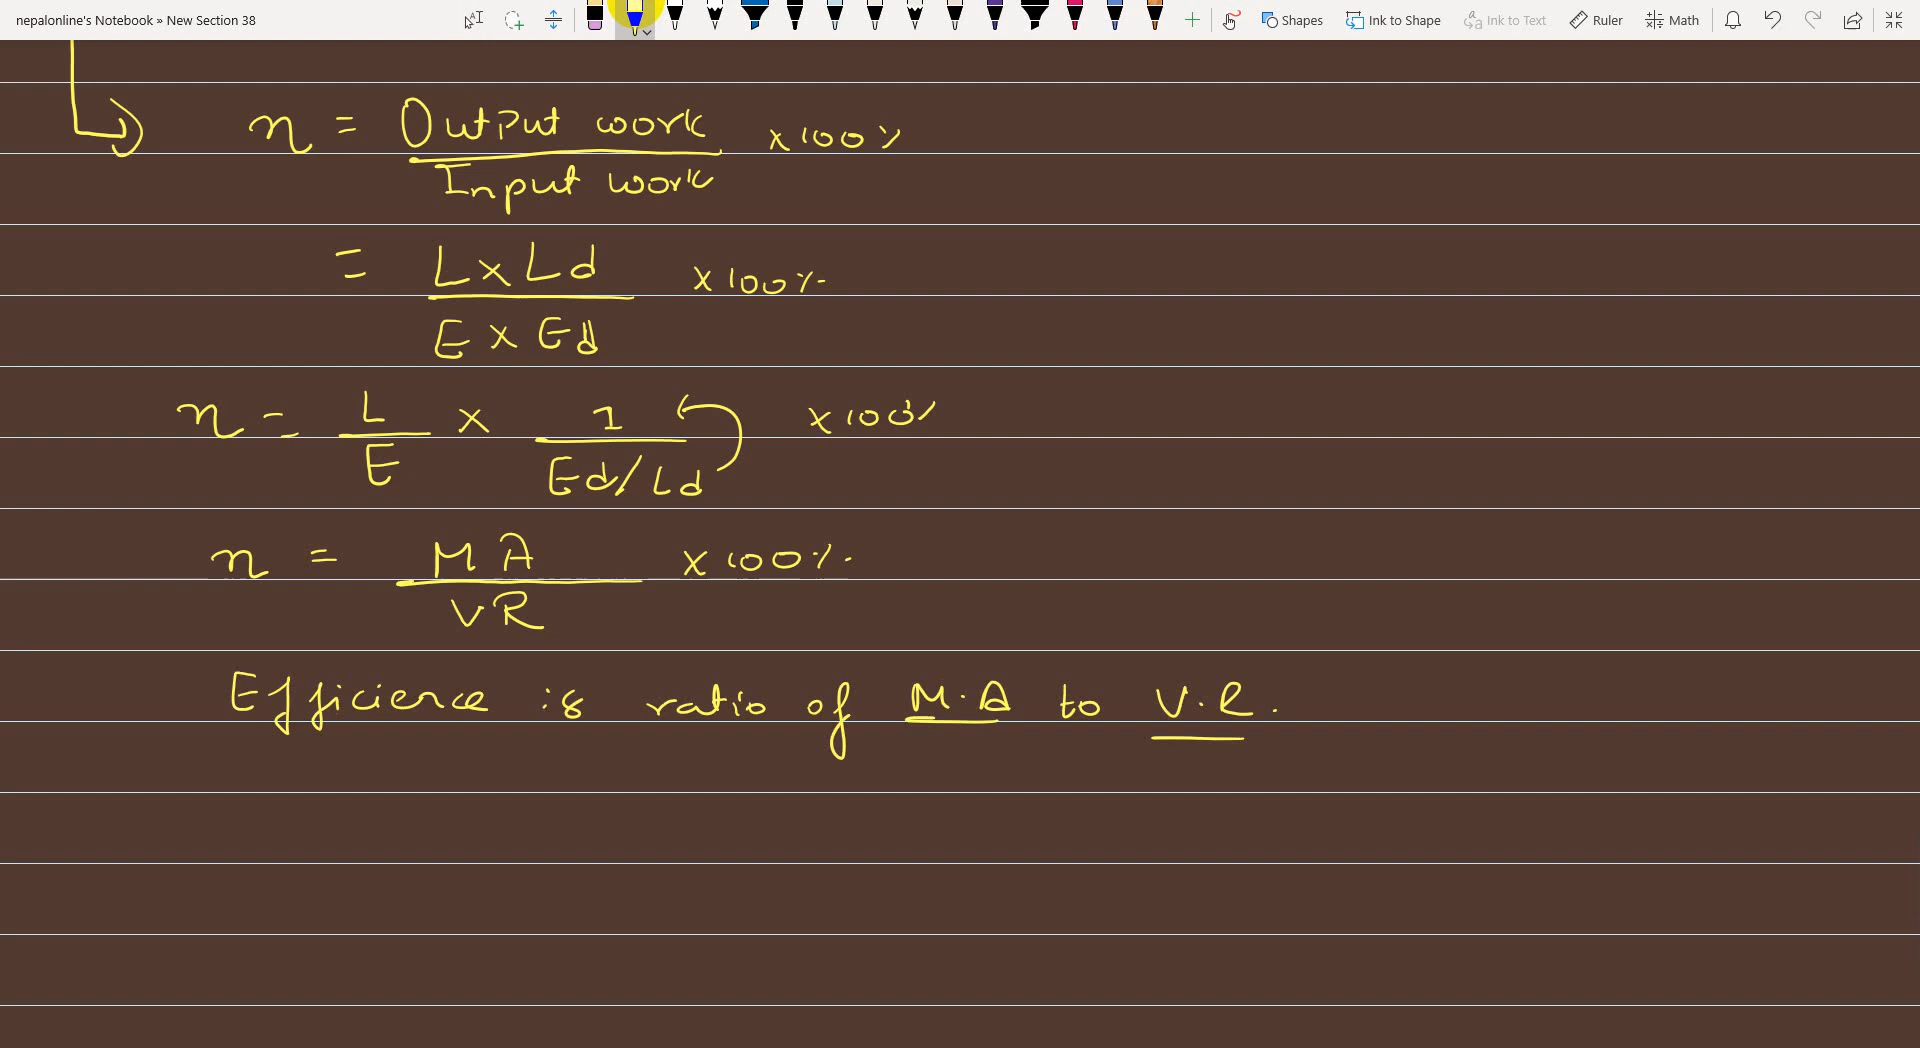 nepalonline's Notebook » New Section 38 Shapes Ink to Shape Ink to Text Ruler Math
η = Output work / Input work × 100%
= L × Ld / E × Ed × 100%
η = L / E × 1 / Ed/Ld × 100%
η = MA / VR × 100%
Efficience is ratio of M.A to V.R.